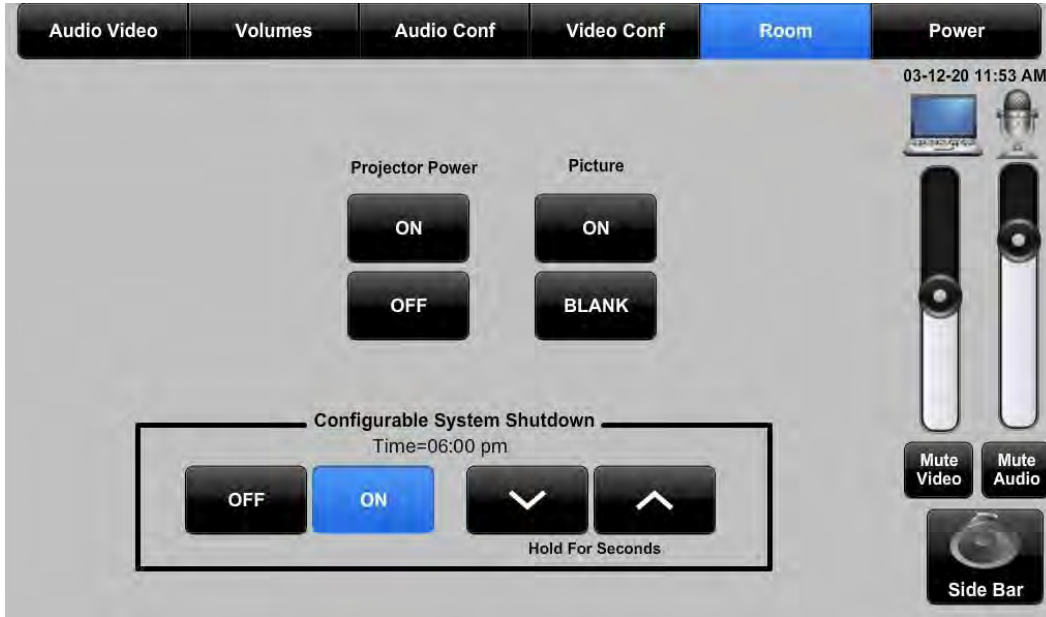 Audio Video Volumes Audio Conf Video Conf Room Power
03-12-20 11:53 AM
Projector Power Picture
ON ON
OFF BLANK
Configurable System Shutdown
Time=06:00 pm
OFF ON
Hold For Seconds
Mute Video
Mute Audio
Side Bar